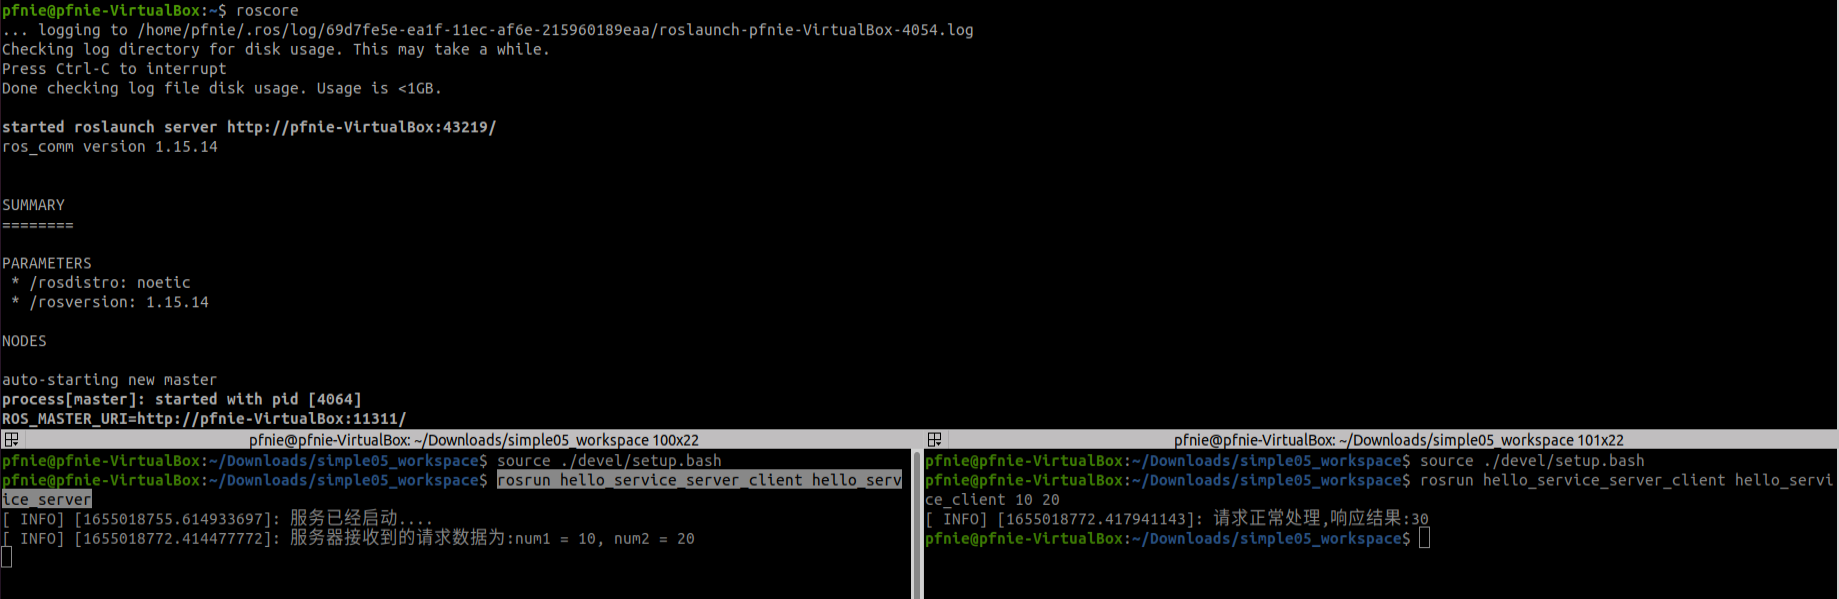 pfnie@pfnie-VirtualBox:~$ roscore
... logging to /home/pfnie/.ros/log/69d7fe5e-ea1f-11ec-af6e-215960189eaa/roslaunch-pfnie-VirtualBox-4054.log
Checking log directory for disk usage. This may take a while.
Press Ctrl-C to interrupt
Done checking log file disk usage. Usage is <1GB.
started roslaunch server http://pfnie-VirtualBox:43219/
ros_comm version 1.15.14
SUMMARY
========
PARAMETERS
* /rosdistro: noetic
* /rosversion: 1.15.14
NODES
auto-starting new master
process[master]: started with pid [4064]
ROS_MASTER_URI=http://pfnie-VirtualBox:11311/
pfnie@pfnie-VirtualBox: ~/Downloads/simple05_workspace 100x22
pfnie@pfnie-VirtualBox:~/Downloads/simple05_workspace$ source ./devel/setup.bash
pfnie@pfnie-VirtualBox:~/Downloads/simple05_workspace$ rosrun hello_service_server_client hello_serv
ice_server
[ INFO] [1655018755.614933697]: 服务已经启动....
[ INFO] [1655018772.414477772]: 服务器接收到的请求数据为:num1 = 10, num2 = 20
pfnie@pfnie-VirtualBox: ~/Downloads/simple05_workspace 101x22
pfnie@pfnie-VirtualBox:~/Downloads/simple05_workspace$ source ./devel/setup.bash
pfnie@pfnie-VirtualBox:~/Downloads/simple05_workspace$ rosrun hello_service_server_client hello_servi
ce_client 10 20
[ INFO] [1655018772.417941143]: 请求正常处理,响应结果:30
pfnie@pfnie-VirtualBox:~/Downloads/simple05_workspace$